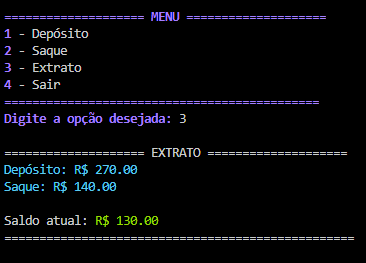 ==================== MENU ====================
1 - Depósito
2 - Saque
3 - Extrato
4 - Sair
=============================================
Digite a opção desejada: 3
==================== EXTRATO ====================
Depósito: R$ 270.00
Saque: R$ 140.00
Saldo atual: R$ 130.00
==================================================